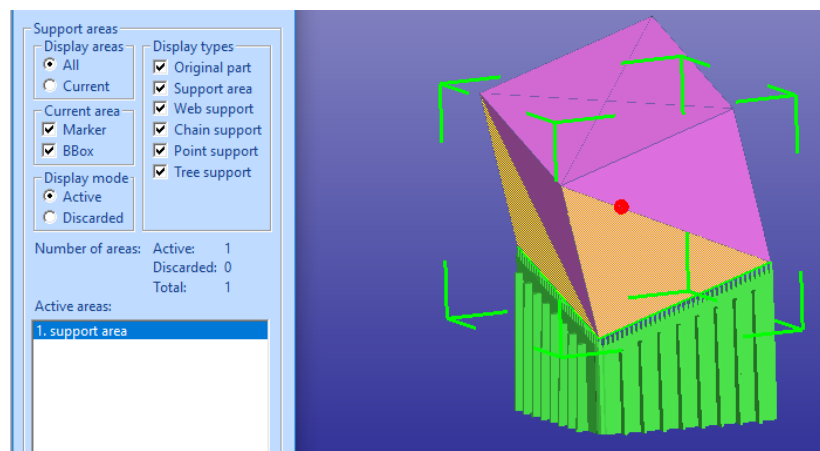 Support areas
Display areas
All
Current
Current area
Marker
BBox
Display mode
Active
Discarded
Display types
Original part
Support area
Web support
Chain support
Point support
Tree support
Number of areas: Active: 1
Discarded: 0
Total: 1
Active areas:
1. support area